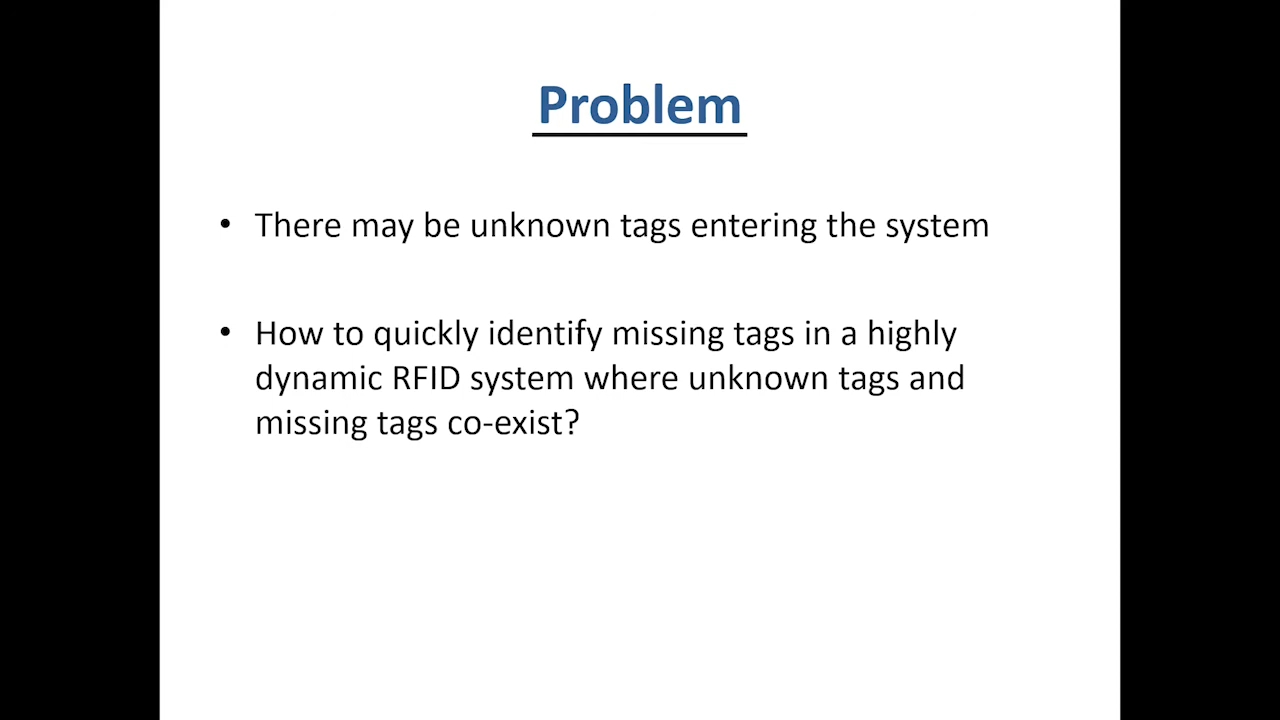 Problem
• There may be unknown tags entering the system
• How to quickly identify missing tags in a highly
dynamic RFID system where unknown tags and
missing tags co-exist?